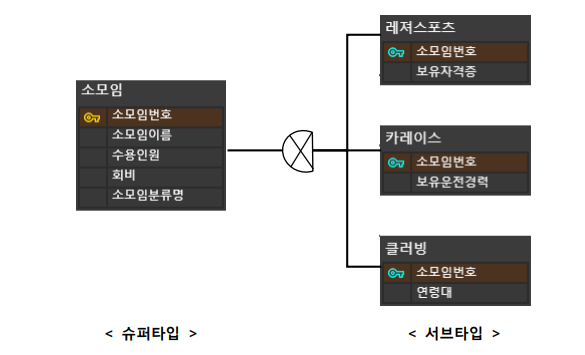 소모임
소모임번호
소모임이름
수용인원
회비
소모임분류명
레져스포츠
소모임번호
보유자격증
카레이스
소모임번호
보유운전경력
클러빙
소모임번호
연령대
< 슈퍼타입 >
< 서브타입 >